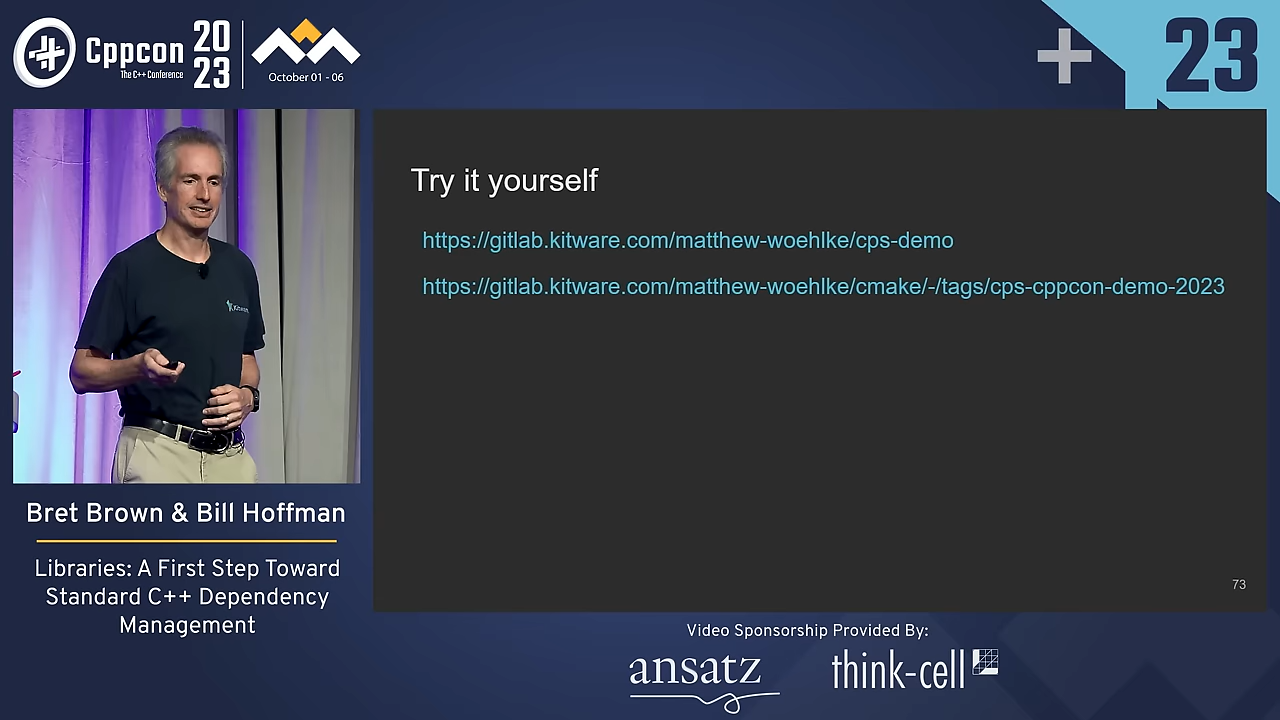 Cppcon
The C++ Conference
20
23
October 01 - 06
23
Try it yourself
https://gitlab.kitware.com/matthew-woehlke/cps-demo
https://gitlab.kitware.com/matthew-woehlke/cmake/-/tags/cps-cppcon-demo-2023
73
Kitware
Bret Brown & Bill Hoffman
Libraries: A First Step Toward
Standard C++ Dependency
Management
Video Sponsorship Provided By:
ansatz
think-cell